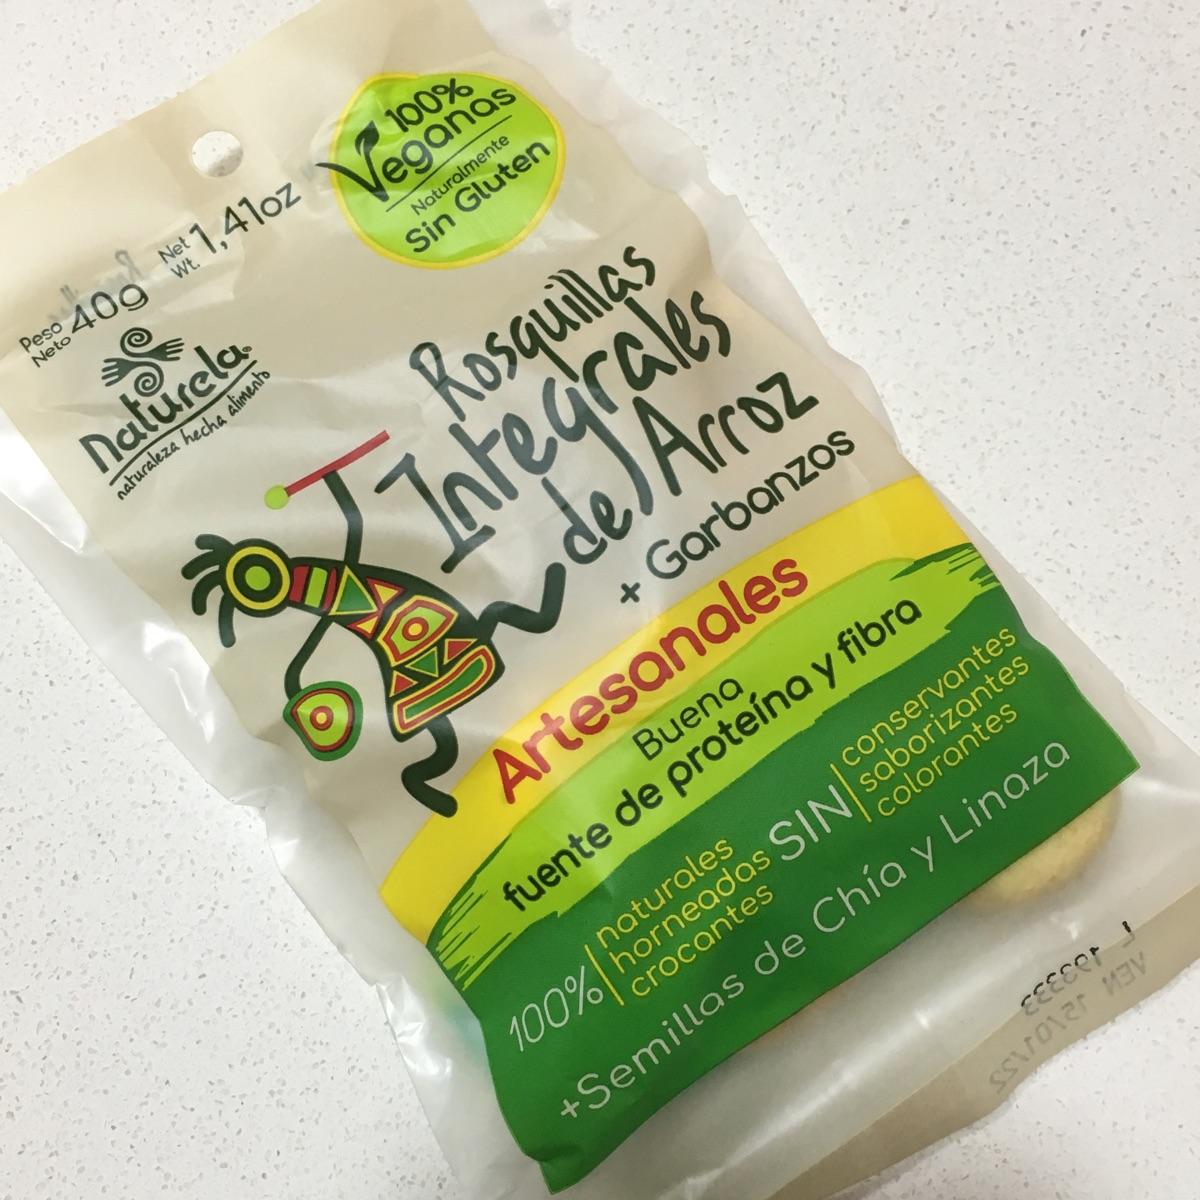 100%
Veganas
Naturalmente
Sin Gluten
Peso Neto 40g Net Wt. 1,41oz
naturela®
naturaleza hecha alimento
Rosquillas
Integrales
de Arroz
+ Garbanzos
Artesanales
Buena
fuente de proteína y fibra
100%
naturales
horneadas
crocantes
SIN
conservantes
saborizantes
colorantes
+Semillas de Chía y Linaza
VEN 15/01/22